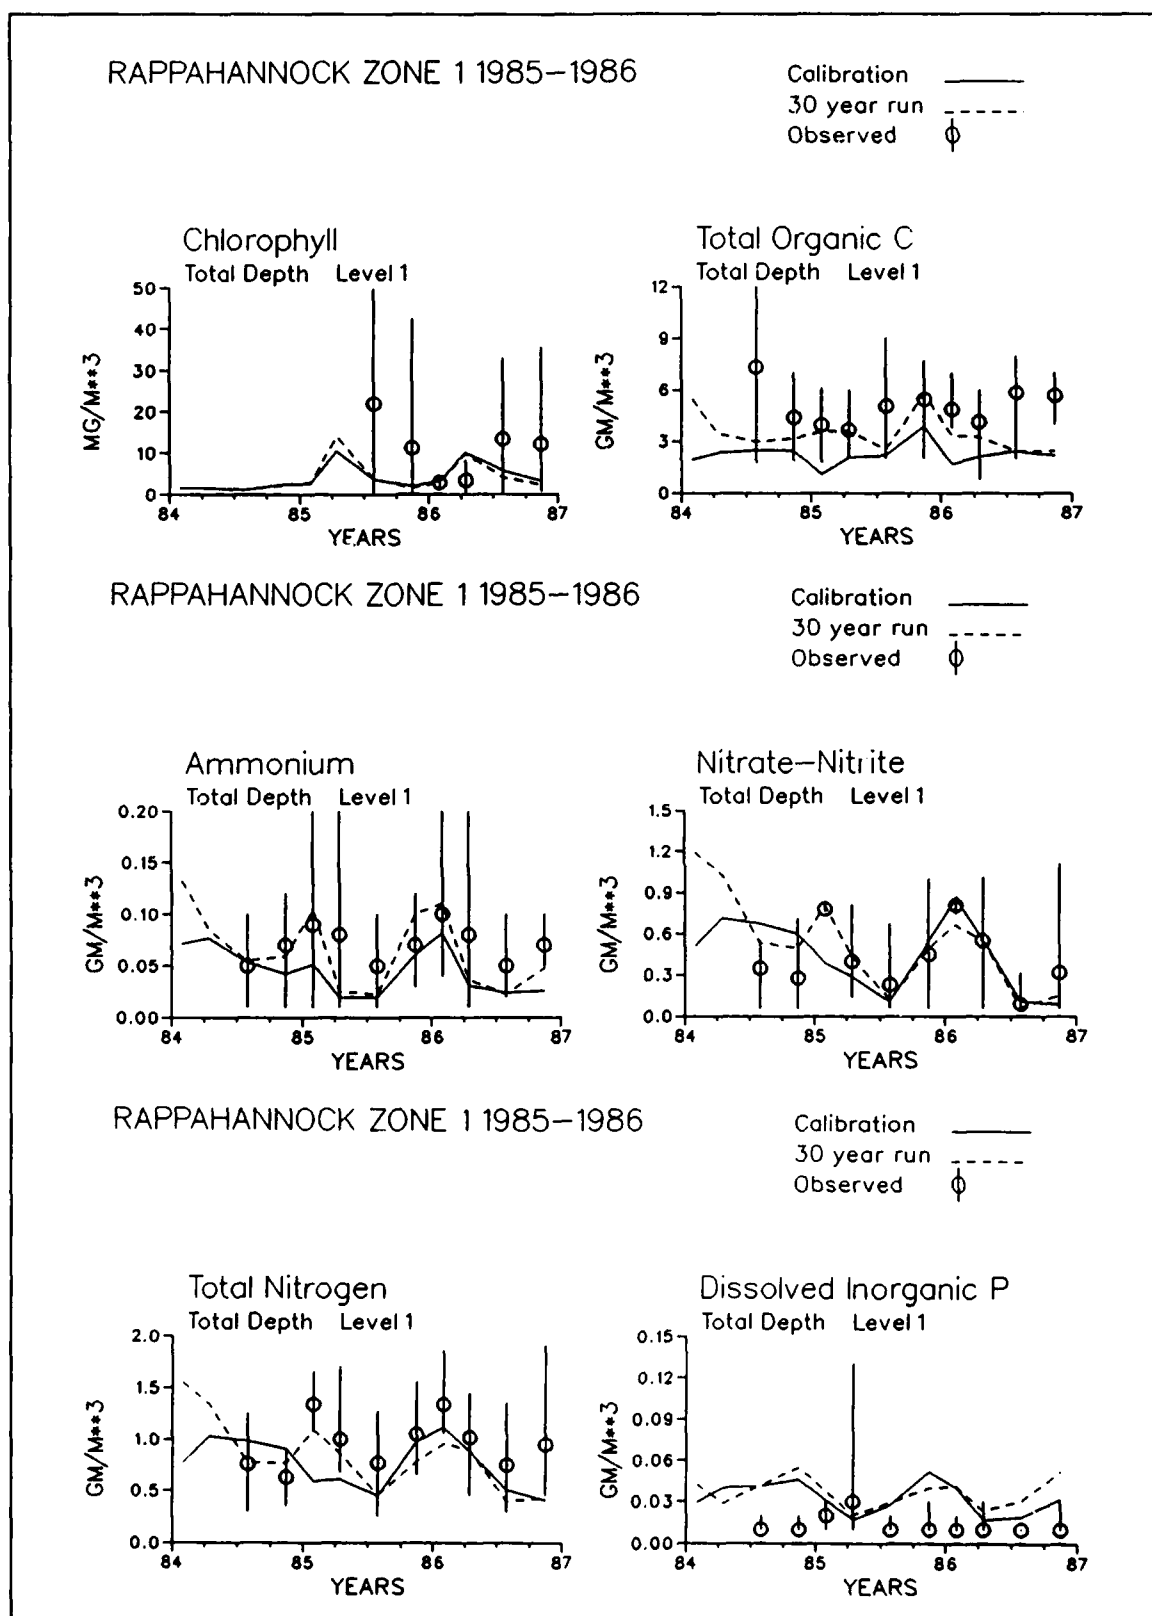 RAPPAHANNOCK ZONE 1 1985-1986
Calibration
30 year run
Observed
Chlorophyll
Total Depth Level 1
50
40
30
20
10
0
MG/M**3
84 85 86 87
YEARS
Total Organic C
Total Depth Level 1
12
9
6
3
0
GM/M**3
84 85 86 87
YEARS
RAPPAHANNOCK ZONE 1 1985-1986
Calibration
30 year run
Observed
Ammonium
Total Depth Level 1
0.20
0.15
0.10
0.05
0.00
GM/M**3
84 85 86 87
YEARS
Nitrate-Nitrite
Total Depth Level 1
1.5
1.2
0.9
0.6
0.3
0.0
GM/M**3
84 85 86 87
YEARS
RAPPAHANNOCK ZONE 1 1985-1986
Calibration
30 year run
Observed
Total Nitrogen
Total Depth Level 1
2.0
1.5
1.0
0.5
0.0
GM/M**3
84 85 86 87
YEARS
Dissolved Inorganic P
Total Depth Level 1
0.15
0.12
0.09
0.06
0.03
0.00
GM/M**3
84 85 86 87
YEARS